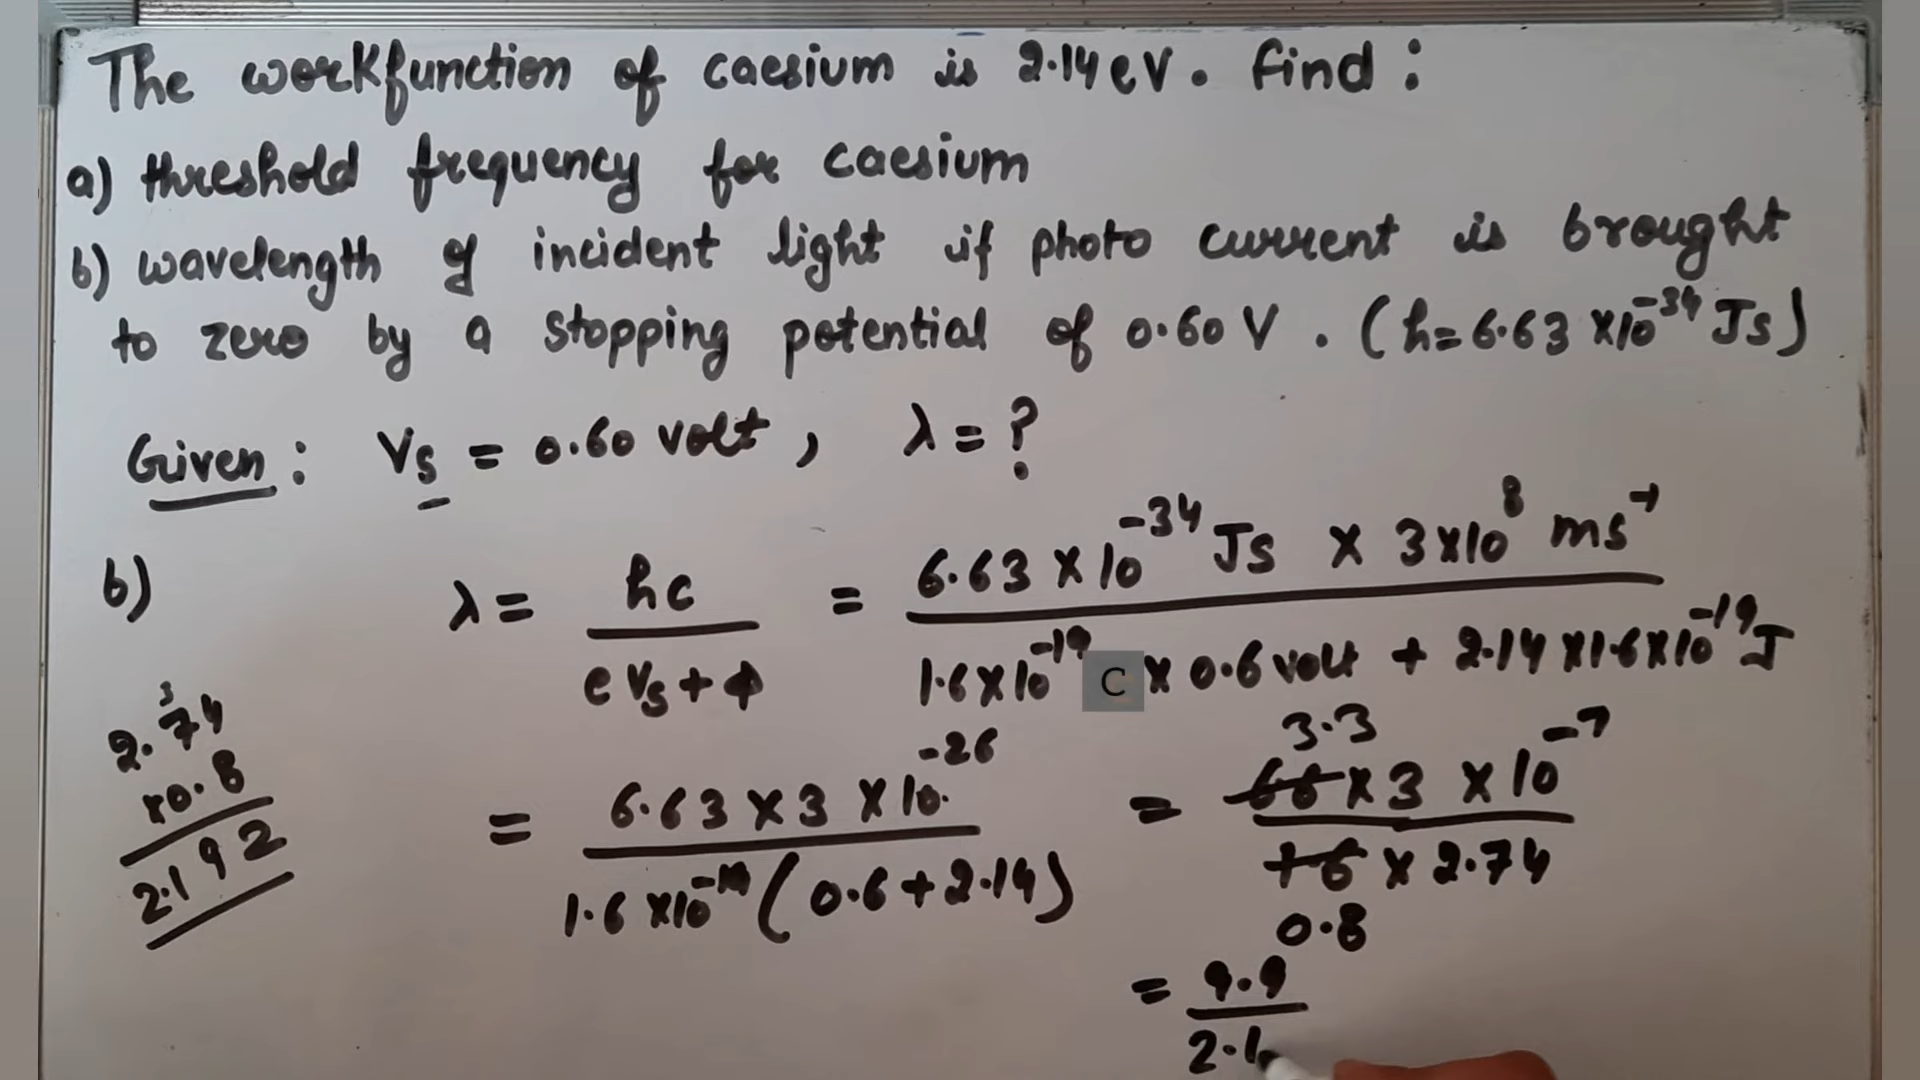 The workfunction of caesium is 2.14 eV. find :
a) threshold frequency for caesium
b) wavelength of incident light if photo current is brought
to zero by a stopping potential of 0.60 V . (h=6.63 ×10⁻³⁴ Js)
Given : Vs = 0.60 volt , λ = ?
b) λ = hc / eVs+φ = 6.63 × 10⁻³⁴ Js × 3×10⁸ ms⁻¹ / 1.6×10⁻¹⁹ C × 0.6 volt + 2.14 ×1.6×10⁻¹⁹ J
= 6.63 × 3 × 10⁻²⁶ / 1.6 ×10⁻¹⁹ ( 0.6 + 2.14 )
3.3
= 66 × 3 × 10⁻⁷ / 16 × 2.74
0.8
= 9.9 / 2.1
3
2.74
×0.8
2.192